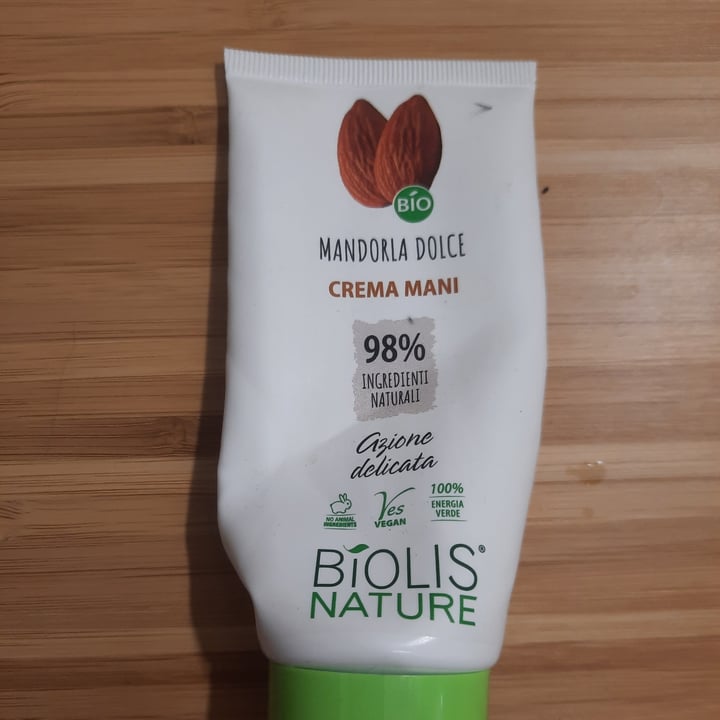 BIO
MANDORLA DOLCE
CREMA MANI
98%
INGREDIENTI
NATURALI
Azione
delicata
NO ANIMAL
INGREDIENTS
Yes
VEGAN
100%
ENERGIA
VERDE
BIOLIS®
NATURE